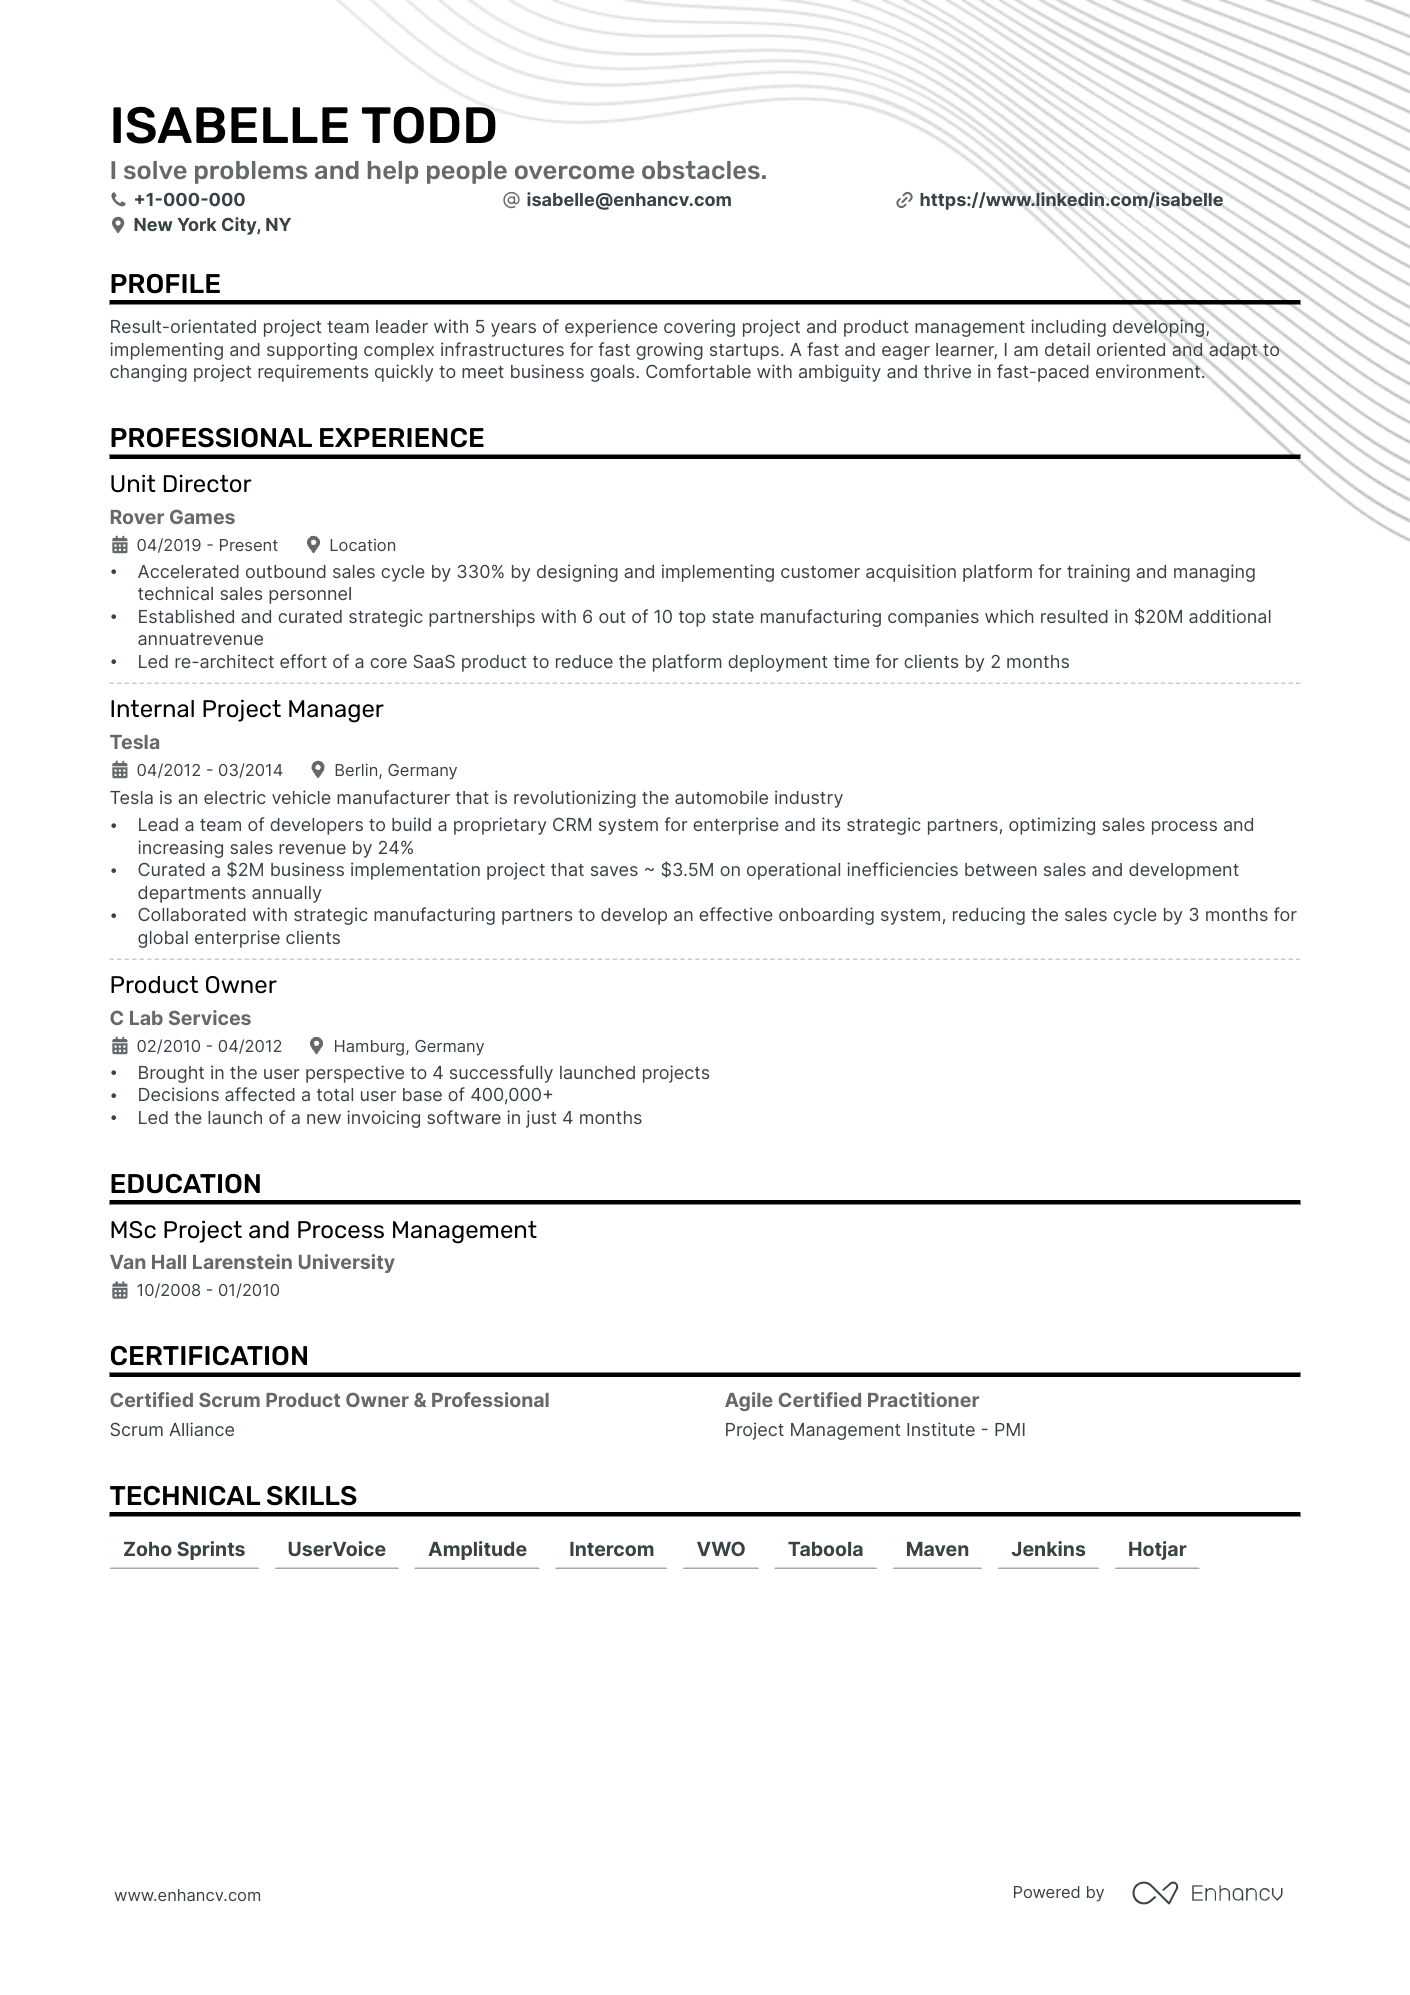 ISABELLE TODD
I solve problems and help people overcome obstacles.
+1-000-000 isabelle@enhancv.com https://www.linkedin.com/isabelle
New York City, NY
PROFILE
Result-orientated project team leader with 5 years of experience covering project and product management including developing,
implementing and supporting complex infrastructures for fast growing startups. A fast and eager learner, I am detail oriented and adapt to
changing project requirements quickly to meet business goals. Comfortable with ambiguity and thrive in fast-paced environment.
PROFESSIONAL EXPERIENCE
Unit Director
Rover Games
04/2019 - Present Location
• Accelerated outbound sales cycle by 330% by designing and implementing customer acquisition platform for training and managing
technical sales personnel
• Established and curated strategic partnerships with 6 out of 10 top state manufacturing companies which resulted in $20M additional
annuatrevenue
• Led re-architect effort of a core SaaS product to reduce the platform deployment time for clients by 2 months
Internal Project Manager
Tesla
04/2012 - 03/2014 Berlin, Germany
Tesla is an electric vehicle manufacturer that is revolutionizing the automobile industry
• Lead a team of developers to build a proprietary CRM system for enterprise and its strategic partners, optimizing sales process and
increasing sales revenue by 24%
• Curated a $2M business implementation project that saves ~ $3.5M on operational inefficiencies between sales and development
departments annually
• Collaborated with strategic manufacturing partners to develop an effective onboarding system, reducing the sales cycle by 3 months for
global enterprise clients
Product Owner
C Lab Services
02/2010 - 04/2012 Hamburg, Germany
• Brought in the user perspective to 4 successfully launched projects
• Decisions affected a total user base of 400,000+
• Led the launch of a new invoicing software in just 4 months
EDUCATION
MSc Project and Process Management
Van Hall Larenstein University
10/2008 - 01/2010
CERTIFICATION
Certified Scrum Product Owner & Professional Agile Certified Practitioner
Scrum Alliance Project Management Institute - PMI
TECHNICAL SKILLS
Zoho Sprints UserVoice Amplitude Intercom VWO Taboola Maven Jenkins Hotjar
www.enhancv.com Powered by Enhancv